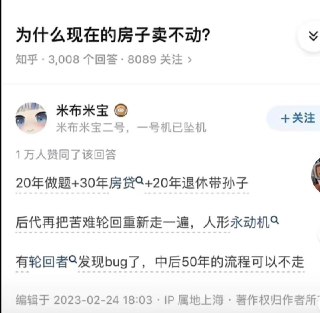 为什么现在的房子卖不动?
知乎 · 3,008 个回答 · 8089 关注 >
米布米宝
米布米宝二号，一号机已坠机
+关注
1 万人赞同了该回答
20年做题+30年房贷+20年退休带孙子
后代再把苦难轮回重新走一遍，人形永动机
有轮回者发现bug了，中后50年的流程可以不走
编辑于 2023-02-24 18:03 · IP 属地上海 · 著作权归作者所